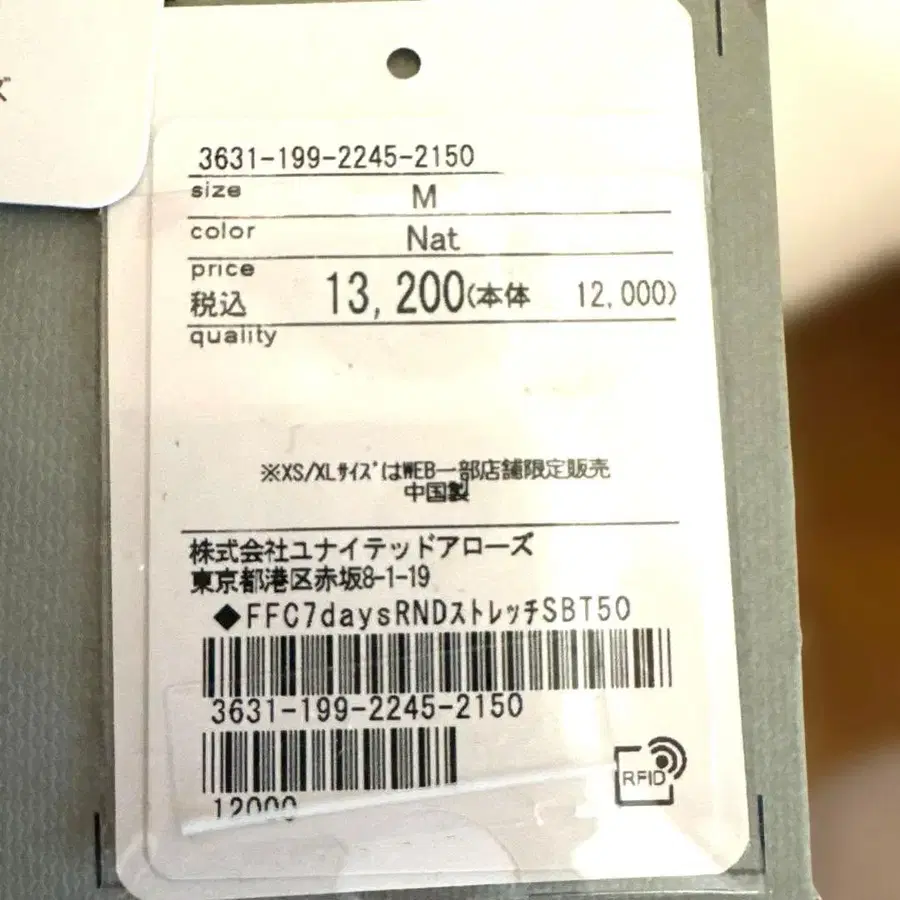 ズ
3631-199-2245-2150
size M
color Nat
price
税込 13,200(本体 12,000)
quality
※XS/XLｻｲｽﾞはWEB一部店舗限定販売
中国製
株式会社ユナイテッドアローズ
東京都港区赤坂8-1-19
◆FFC7daysRNDｽﾄﾚｯﾁSBT50
3631-199-2245-2150
12000
RFID